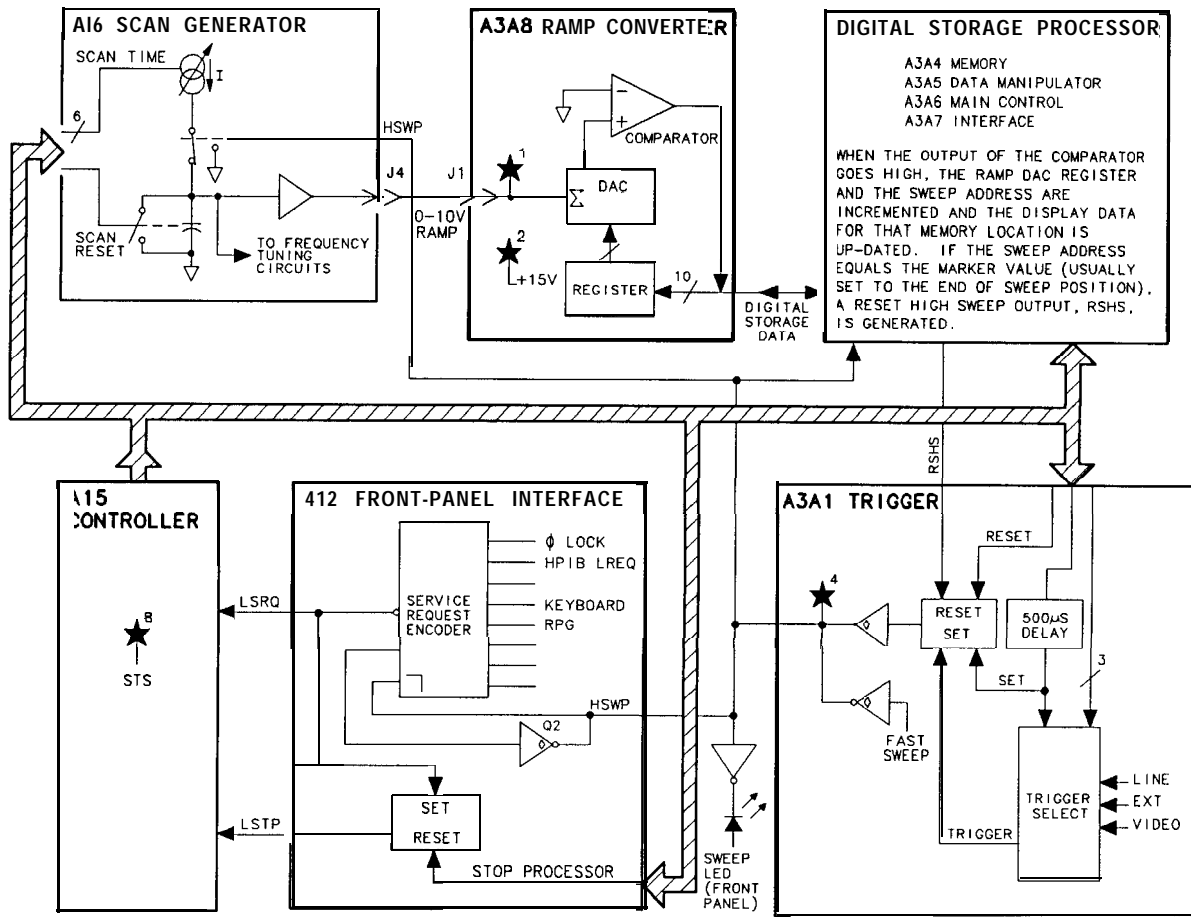 AI6 SCAN GENERATOR
SCAN TIME
I
6
HSWP
J4
SCAN
RESET
TO FREQUENCY
TUNING
CIRCUITS
J1
0-10V
RAMP
A3A8 RAMP CONVERTER
COMPARATOR
1
Σ
DAC
2
+15V
REGISTER
10
DIGITAL
STORAGE
DATA
DIGITAL STORAGE PROCESSOR
A3A4 MEMORY
A3A5 DATA MANIPULATOR
A3A6 MAIN CONTROL
A3A7 INTERFACE
WHEN THE OUTPUT OF THE COMPARATOR
GOES HIGH, THE RAMP DAC REGISTER
AND THE SWEEP ADDRESS ARE
INCREMENTED AND THE DISPLAY DATA
FOR THAT MEMORY LOCATION IS
UP-DATED. IF THE SWEEP ADDRESS
EQUALS THE MARKER VALUE (USUALLY
SET TO THE END OF SWEEP POSITION),
A RESET HIGH SWEEP OUTPUT, RSHS,
IS GENERATED.
RSHS
A15
CONTROLLER
8
STS
LSRQ
LSTP
412 FRONT-PANEL INTERFACE
SERVICE
REQUEST
ENCODER
ϕ LOCK
HPIB LREQ
KEYBOARD
RPG
HSWP
Q2
SET
RESET
STOP PROCESSOR
SWEEP
LED
(FRONT
PANEL)
A3A1 TRIGGER
RESET
4
RESET
SET
500µS
DELAY
SET
3
FAST
SWEEP
TRIGGER
TRIGGER
SELECT
LINE
EXT
VIDEO